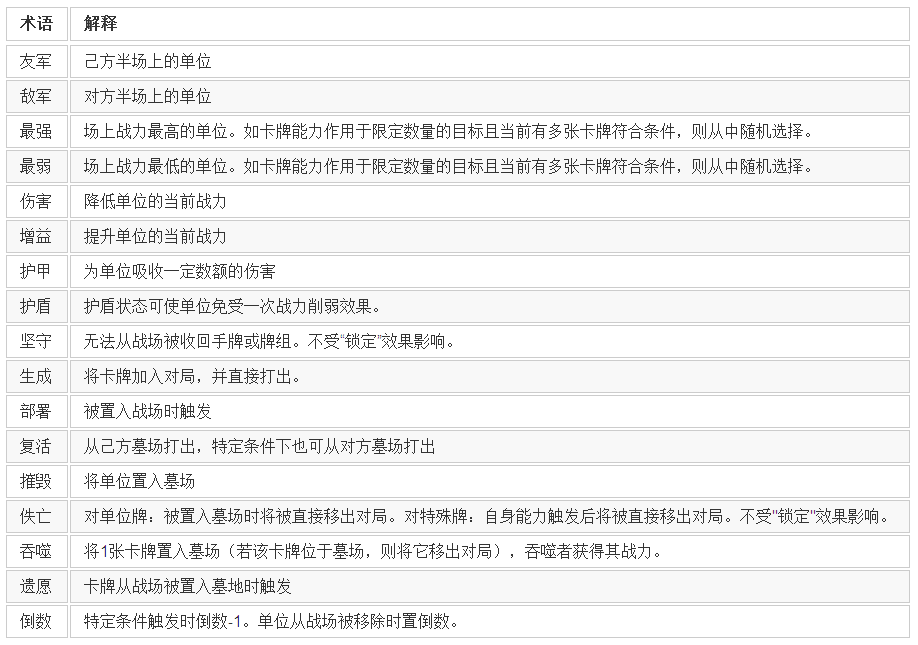 术语 解释
友军 己方半场上的单位
敌军 对方半场上的单位
最强 场上战力最高的单位。如卡牌能力作用于限定数量的目标且当前有多张卡牌符合条件，则从中随机选择。
最弱 场上战力最低的单位。如卡牌能力作用于限定数量的目标且当前有多张卡牌符合条件，则从中随机选择。
伤害 降低单位的当前战力
增益 提升单位的当前战力
护甲 为单位吸收一定数额的伤害
护盾 护盾状态可使单位免受一次战力削弱效果。
坚守 无法从战场被收回手牌或牌组。不受“锁定”效果影响。
生成 将卡牌加入对局，并直接打出。
部署 被置入战场时触发
复活 从己方墓场打出，特定条件下也可从对方墓场打出
摧毁 将单位置入墓场
佚亡 对单位牌：被置入墓场时将被直接移出对局。对特殊牌：自身能力触发后将被直接移出对局。不受"锁定"效果影响。
吞噬 将1张卡牌置入墓场（若该卡牌位于墓场，则将它移出对局），吞噬者获得其战力。
遗愿 卡牌从战场被置入墓地时触发
倒数 特定条件触发时倒数-1。单位从战场被移除时置倒数。